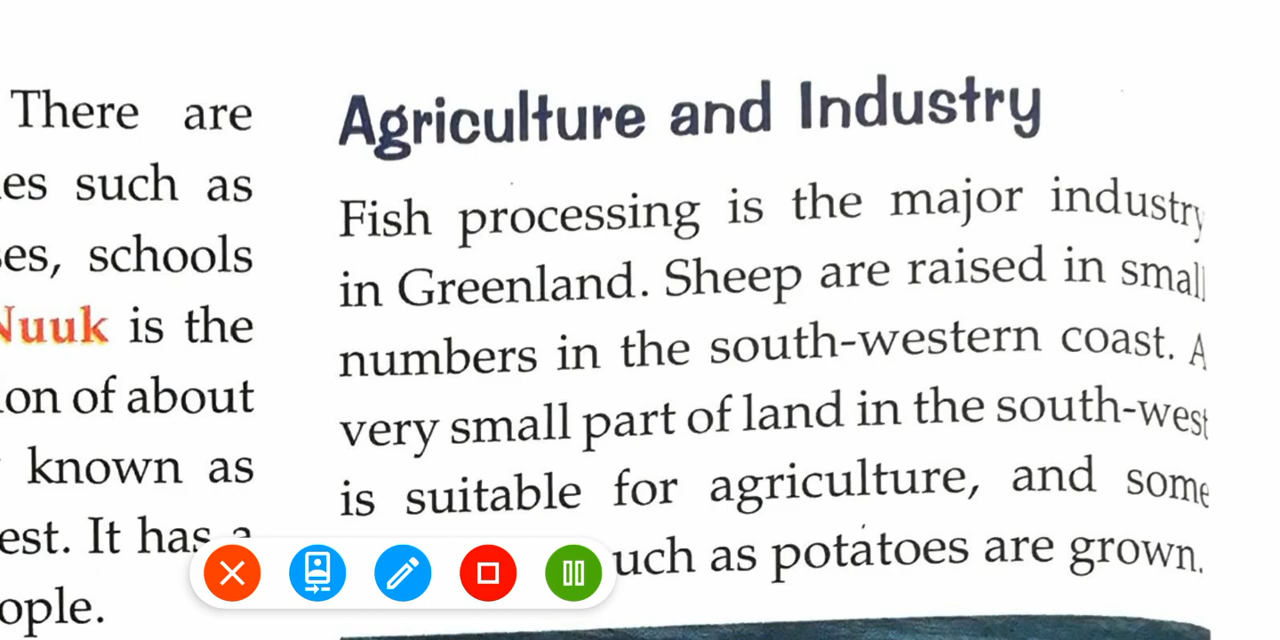 There are
es such as
es, schools
Nuuk is the
on of about
known as
est. It has a
ople.
Agriculture and Industry
Fish processing is the major industry
in Greenland. Sheep are raised in small
numbers in the south-western coast. A
very small part of land in the south-west
is suitable for agriculture, and some
uch as potatoes are grown.